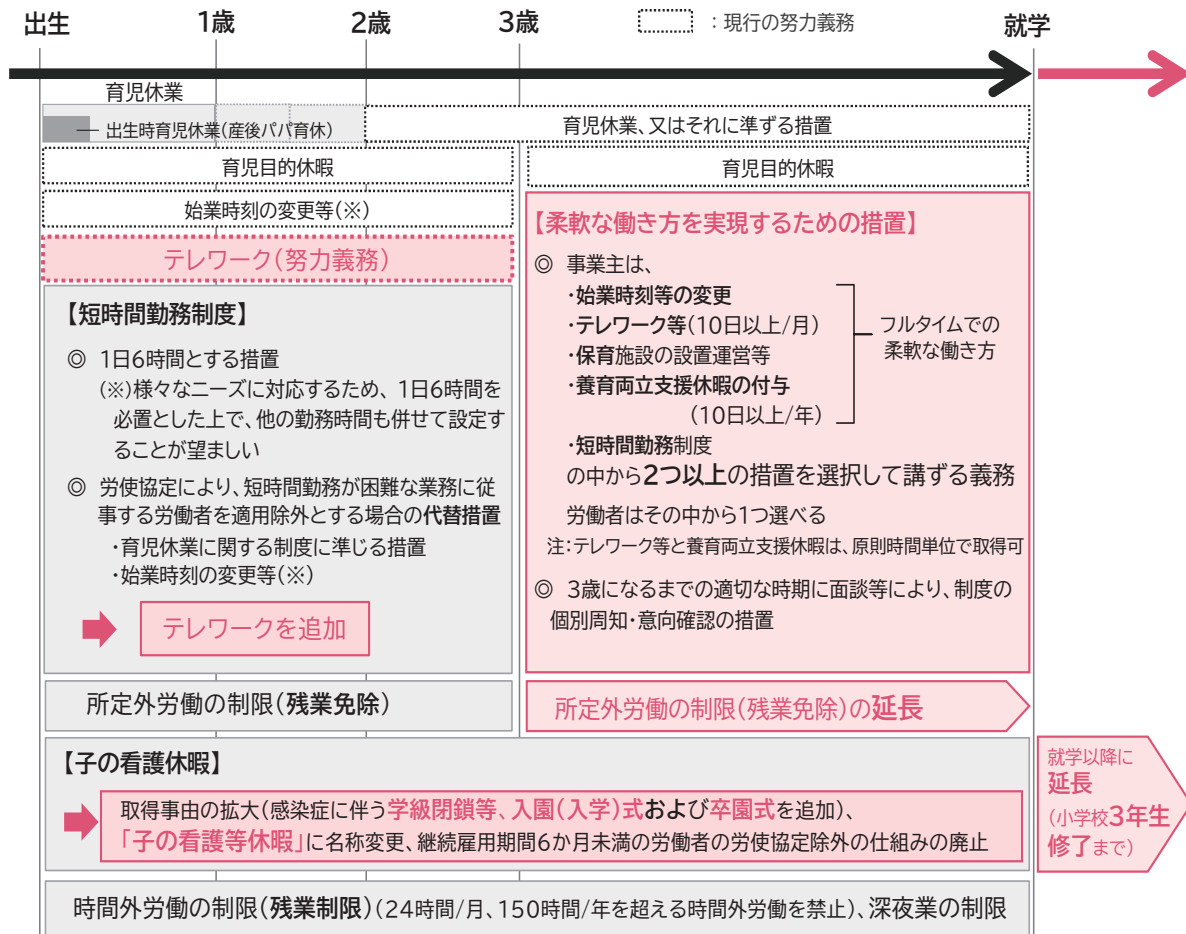 出生
1歳
2歳
3歳
：現行の努力義務
就学
育児休業
出生時育児休業(産後パパ育休)
育児休業、又はそれに準ずる措置
育児目的休暇
育児目的休暇
始業時刻の変更等(※)
テレワーク(努力義務)
【短時間勤務制度】
◎ 1日6時間とする措置
(※)様々なニーズに対応するため、1日6時間を
必置とした上で、他の勤務時間も併せて設定す
ることが望ましい
◎ 労使協定により、短時間勤務が困難な業務に従
事する労働者を適用除外とする場合の代替措置
・育児休業に関する制度に準じる措置
・始業時刻の変更等(※)
テレワークを追加
【柔軟な働き方を実現するための措置】
◎ 事業主は、
・始業時刻等の変更
・テレワーク等(10日以上/月)
・保育施設の設置運営等
・養育両立支援休暇の付与
(10日以上/年)
フルタイムでの
柔軟な働き方
・短時間勤務制度
の中から2つ以上の措置を選択して講ずる義務
労働者はその中から1つ選べる
注：テレワーク等と養育両立支援休暇は、原則時間単位で取得可
◎ 3歳になるまでの適切な時期に面談等により、制度の
個別周知・意向確認の措置
所定外労働の制限(残業免除)
所定外労働の制限(残業免除)の延長
【子の看護休暇】
取得事由の拡大(感染症に伴う学級閉鎖等、入園(入学)式および卒園式を追加)、
「子の看護等休暇」に名称変更、継続雇用期間6か月未満の労働者の労使協定除外の仕組みの廃止
就学以降に
延長
(小学校3年生
修了まで)
時間外労働の制限(残業制限)(24時間/月、150時間/年を超える時間外労働を禁止)、深夜業の制限